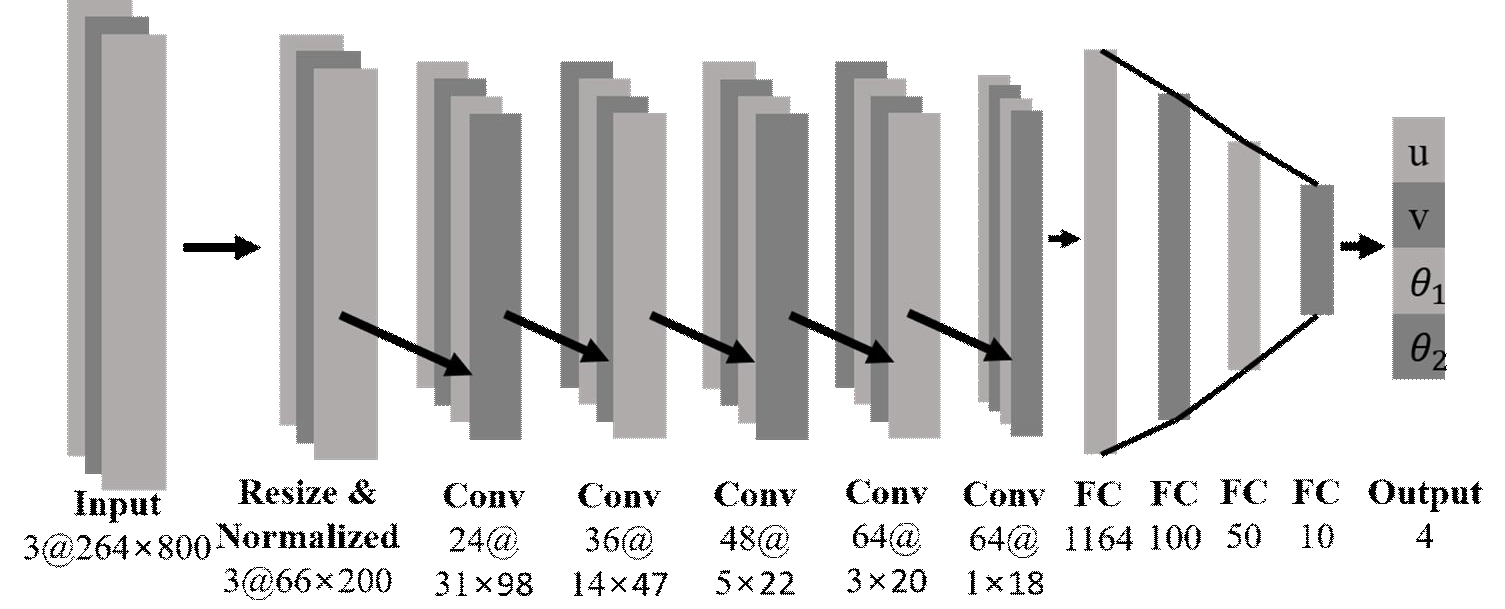 u
v
θ1
θ2
Input
3@264×800
Resize &
Normalized
3@66×200
Conv
24@
31×98
Conv
36@
14×47
Conv
48@
5×22
Conv
64@
3×20
Conv
64@
1×18
FC
1164
FC
100
FC
50
FC
10
Output
4